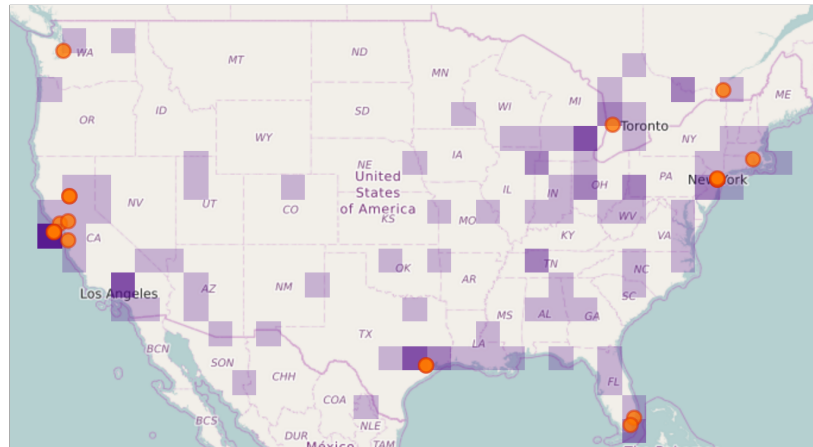 WA
MT
ND
MN
OR
ID
SD
WI
MI
Toronto
ME
WY
NY
IA
NE
PA
New York
United
States
of America
NV
UT
CO
KS
MO
IL
IN
OH
WV
VA
KY
CA
Los Angeles
AZ
NM
OK
AR
TN
NC
SC
MS
AL
GA
TX
LA
BCN
SON
CHH
FL
COA
NLE
BCS
DUR
TAM
México